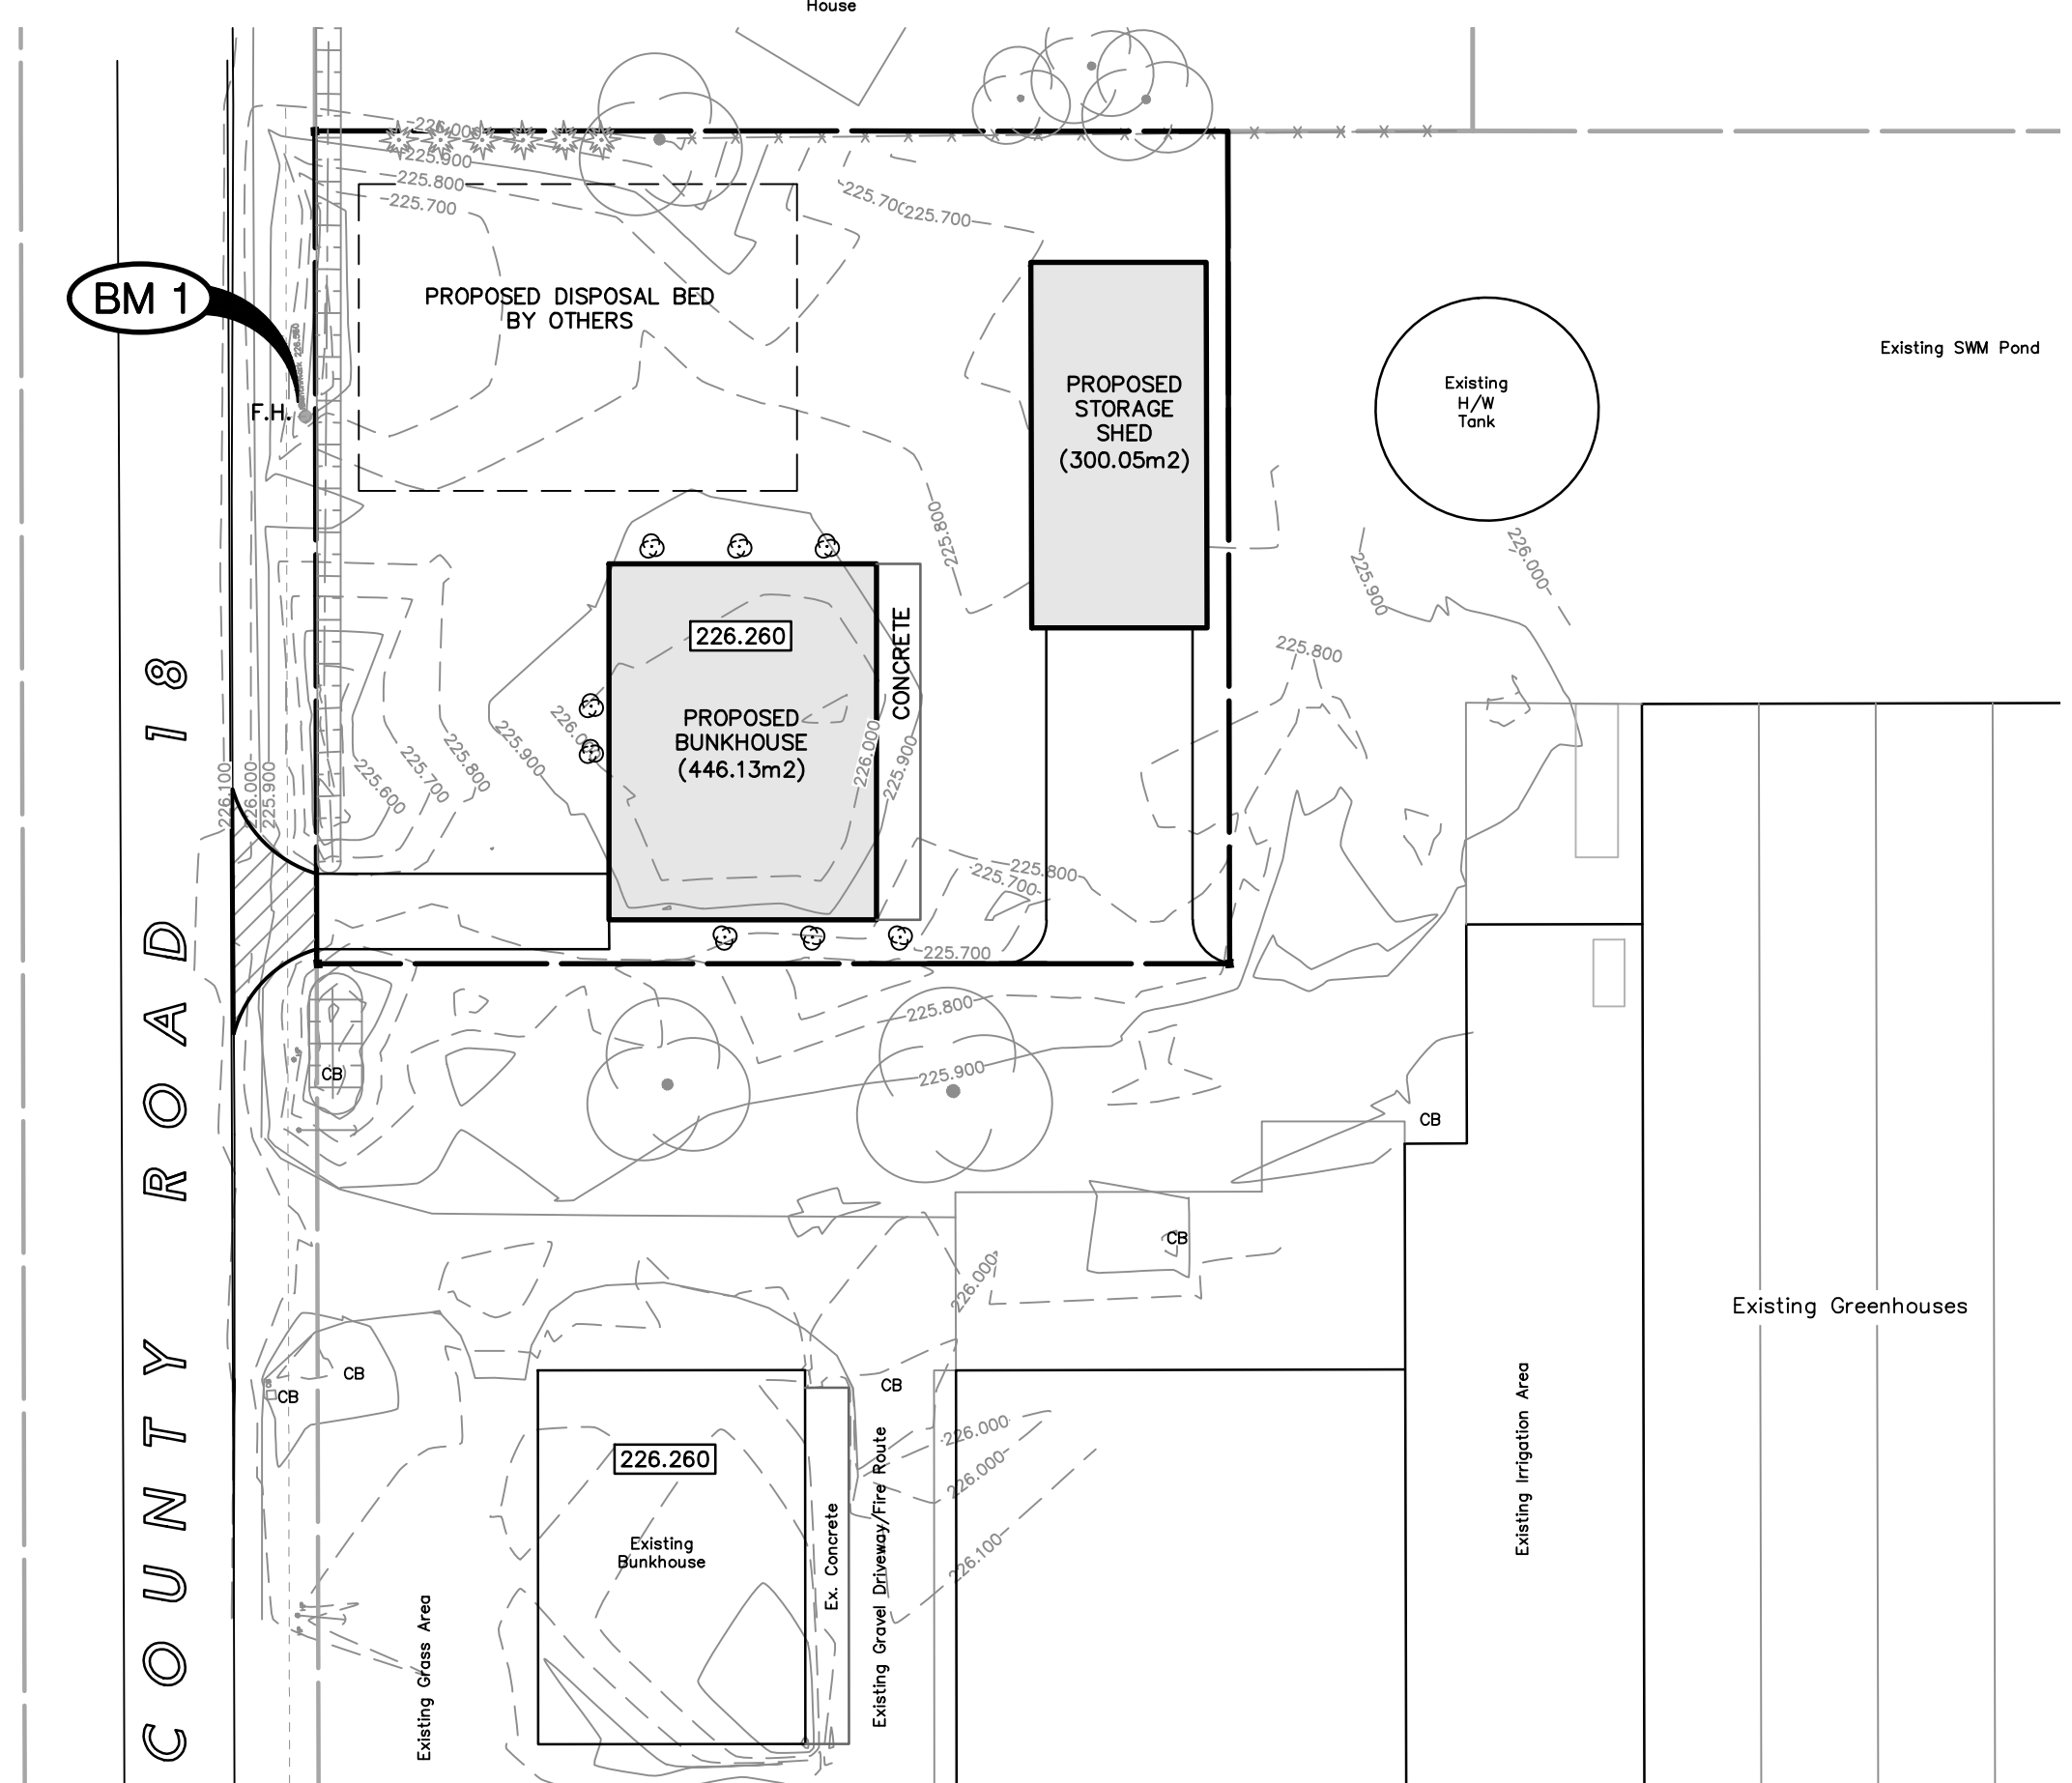 House
226.000
225.900
225.800
225.700
225.700
225.700
BM 1
F.H.
PROPOSED DISPOSAL BED
BY OTHERS
PROPOSED
STORAGE
SHED
(300.05m2)
Existing
H/W
Tank
Existing SWM Pond
225.800
226.000
225.900
225.800
226.260
PROPOSED
BUNKHOUSE
(446.13m2)
CONCRETE
225.900
226.000
225.900
225.600
225.700
225.800
226.100
226.000
225.900
225.800
225.700
225.700
225.800
225.900
COUNTY ROAD 18
CB
CB
CB
226.000
CB
CB
CB
226.000
226.000
226.100
226.260
Existing
Bunkhouse
Ex. Concrete
Existing Gravel Driveway/Fire Route
Existing Grass Area
Existing Irrigation Area
Existing Greenhouses